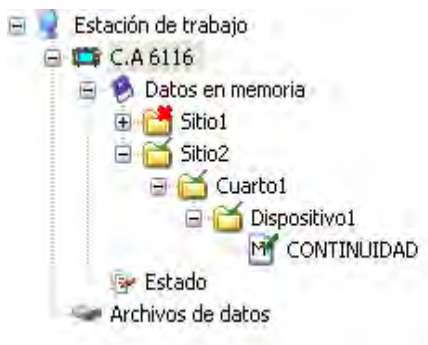 Estación de trabajo
C.A 6116
Datos en memoria
Sitio1
Sitio2
Cuarto1
Dispositivo1
CONTINUIDAD
Estado
Archivos de datos